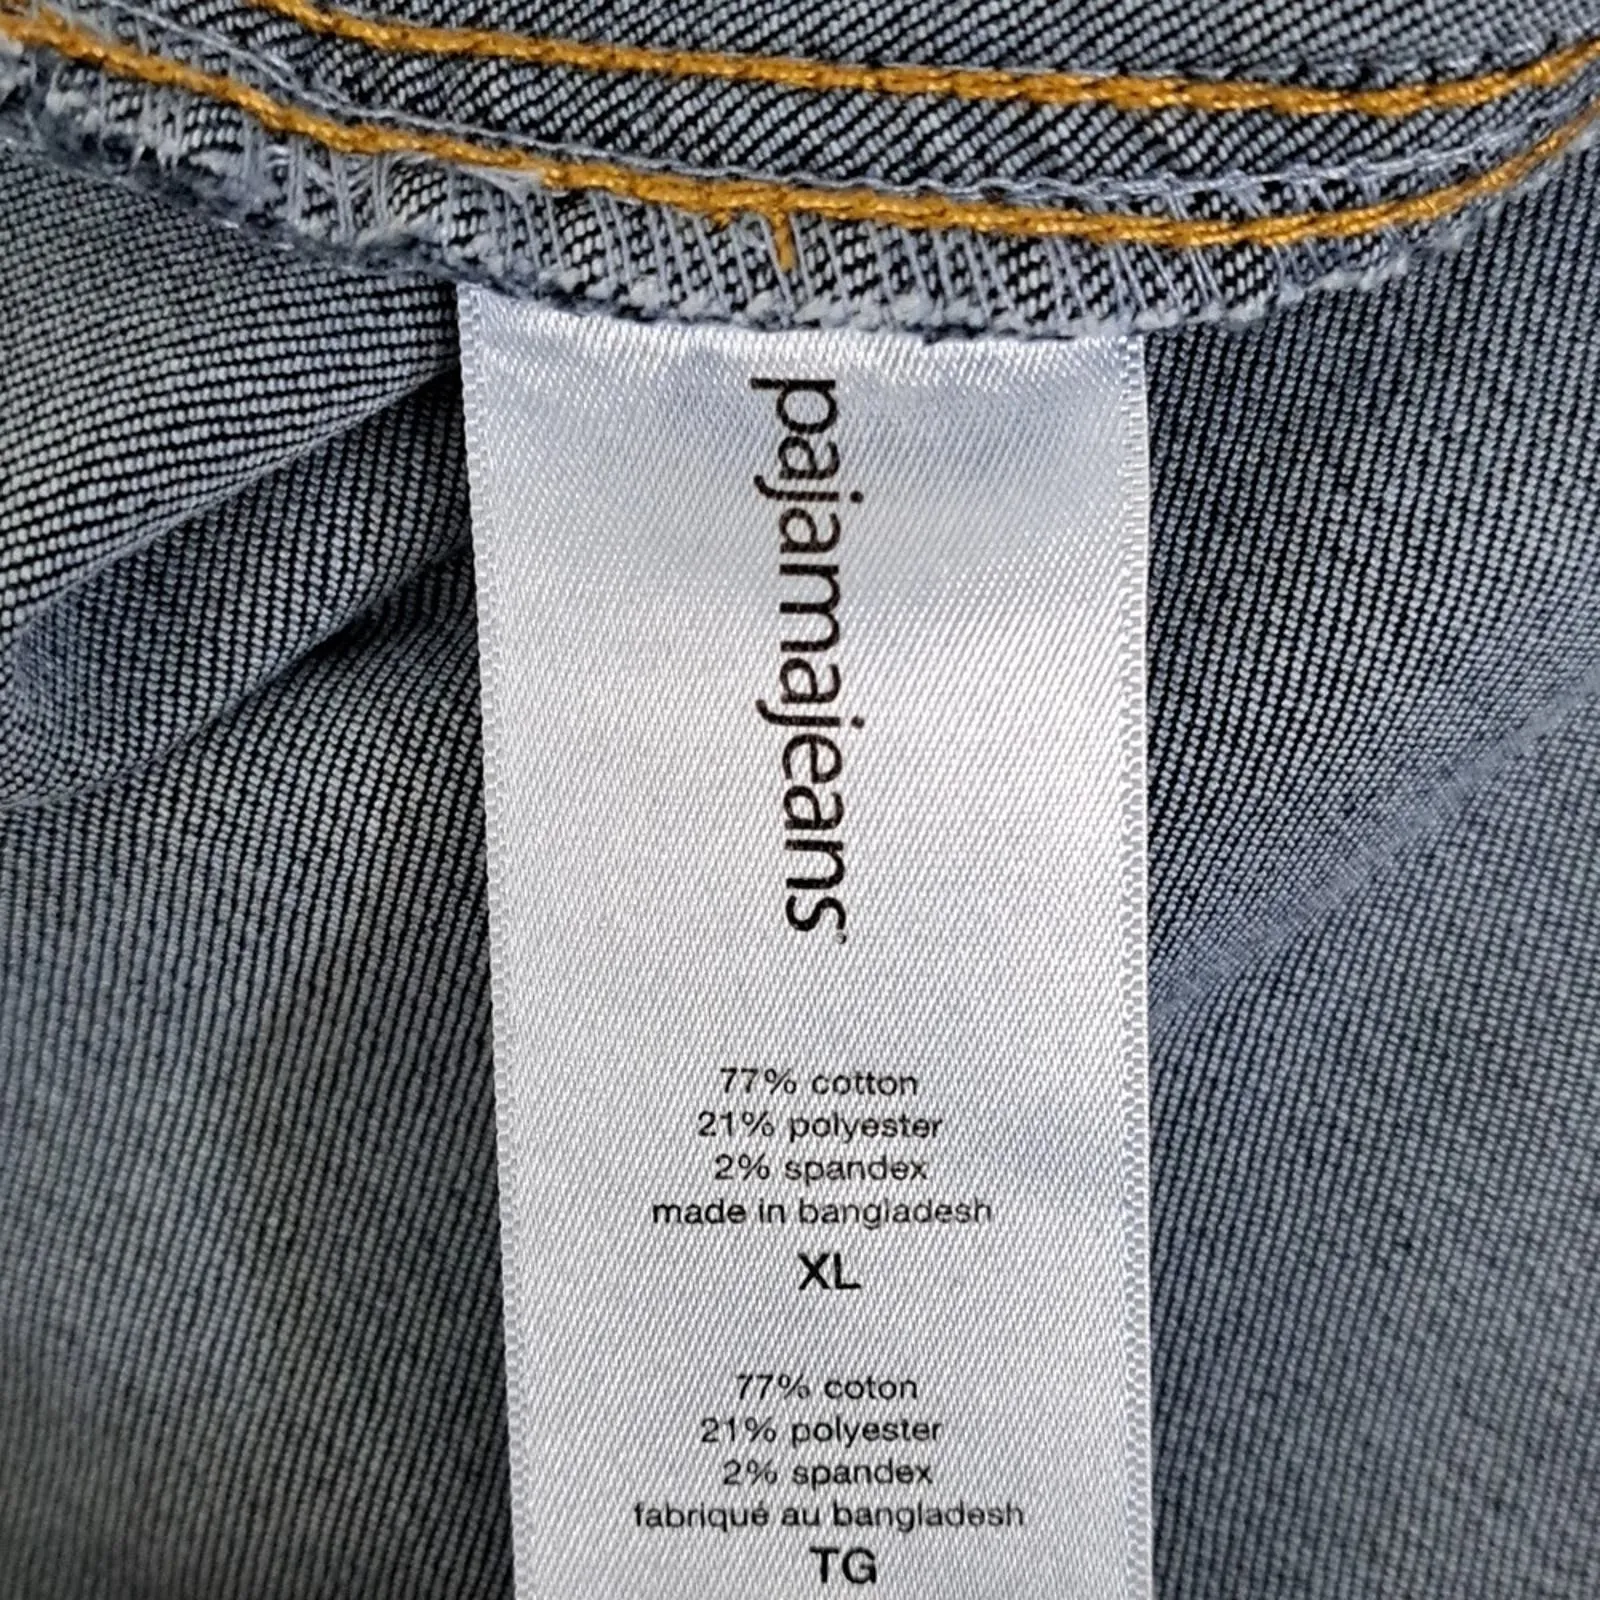 pajamajeans®
77% cotton
21% polyester
2% spandex
made in bangladesh
XL
77% coton
21% polyester
2% spandex
fabriqué au bangladesh
TG